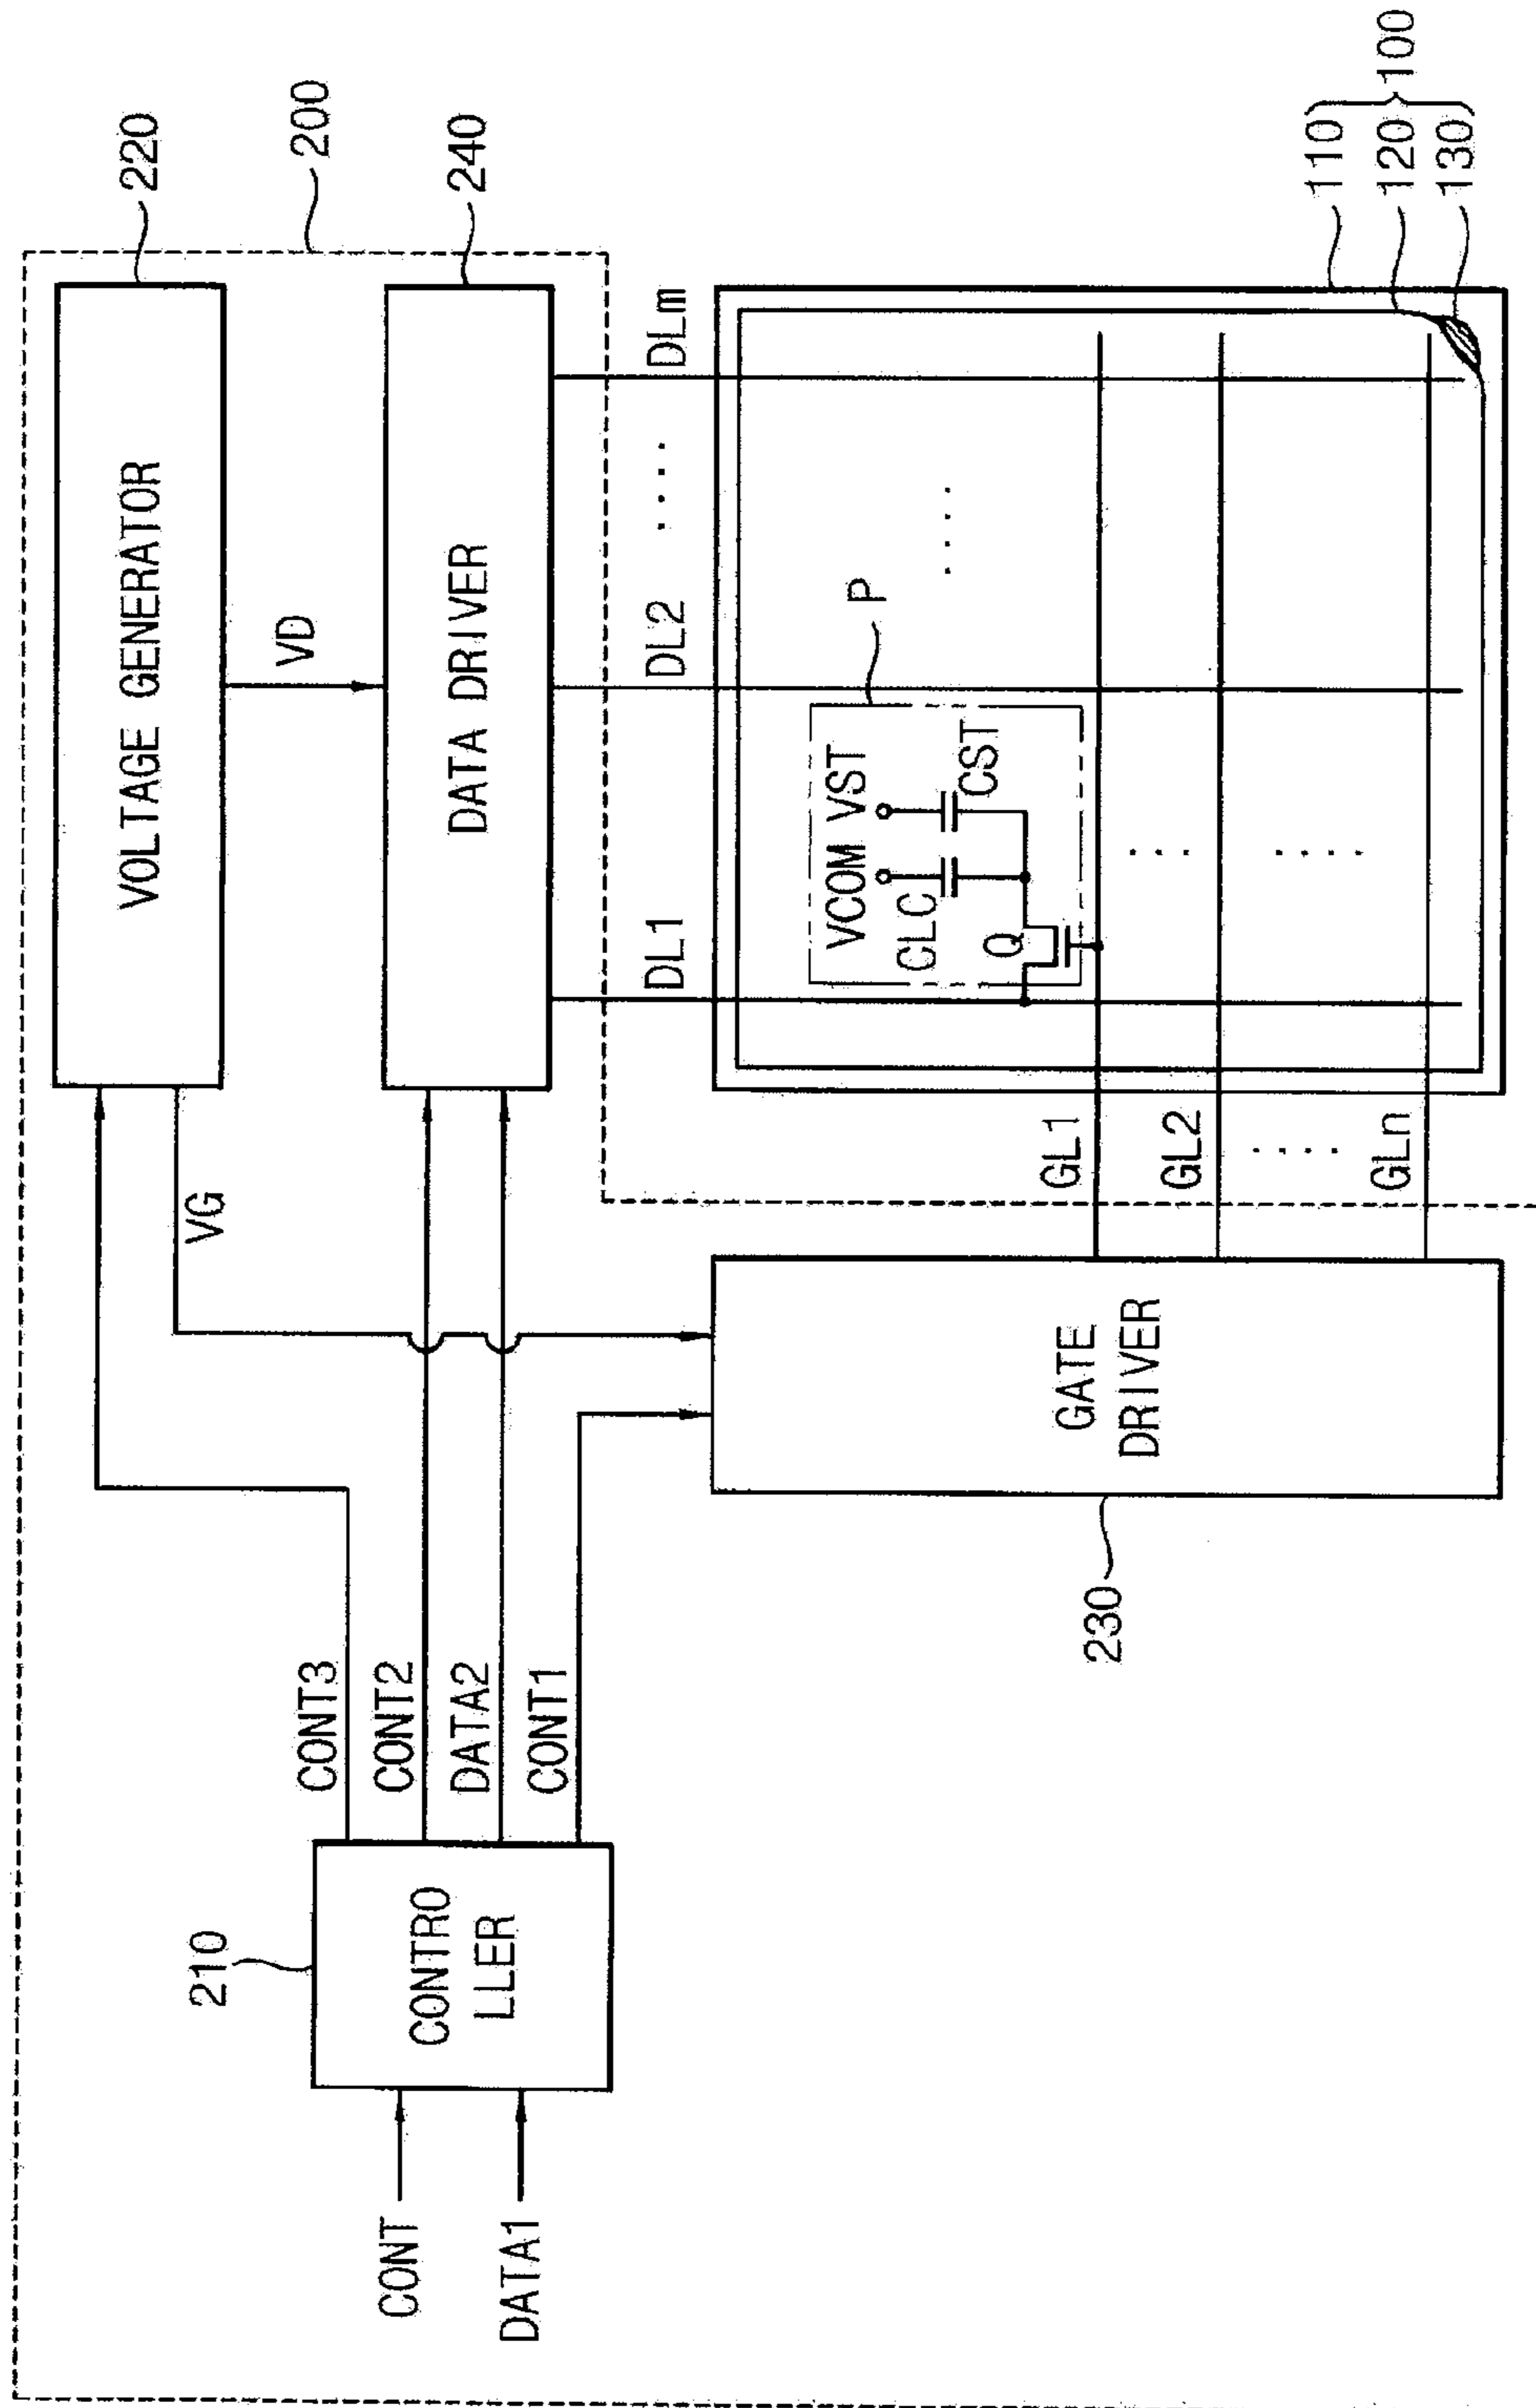 220
200
240
VOLTAGE GENERATOR
VD
DATA DRIVER
VG
CONT3
CONT2
DATA2
CONT1
210
CONTRO
LLER
CONT
DATA1
DL1
DL2
....
DLm
P
VCOM VST
CLC
CST
Q
....
...
....
GL1
GL2
....
GLn
GATE
DRIVER
230
110
120
130
100